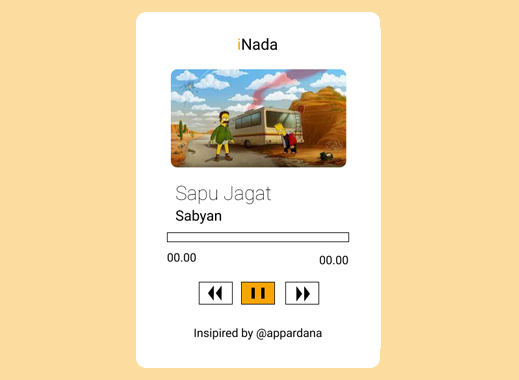 iNada
Sapu Jagat
Sabyan
00.00
00.00
Insipired by @appardana